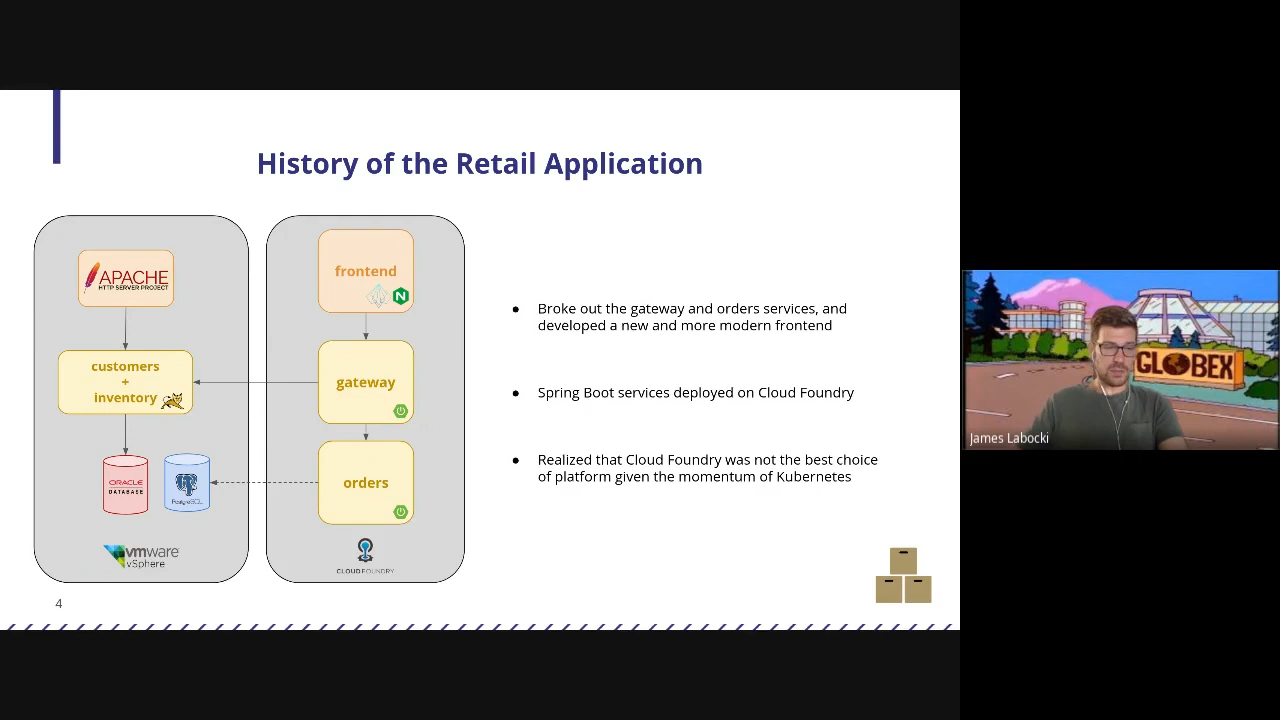 History of the Retail Application
APACHE
HTTP SERVER PROJECT
customers
+
inventory
ORACLE
DATABASE
PostgreSQL
vmware
vSphere
frontend
N
gateway
orders
CLOUD FOUNDRY
● Broke out the gateway and orders services, and
developed a new and more modern frontend
● Spring Boot services deployed on Cloud Foundry
● Realized that Cloud Foundry was not the best choice
of platform given the momentum of Kubernetes
4
GLOBEX
James Labocki